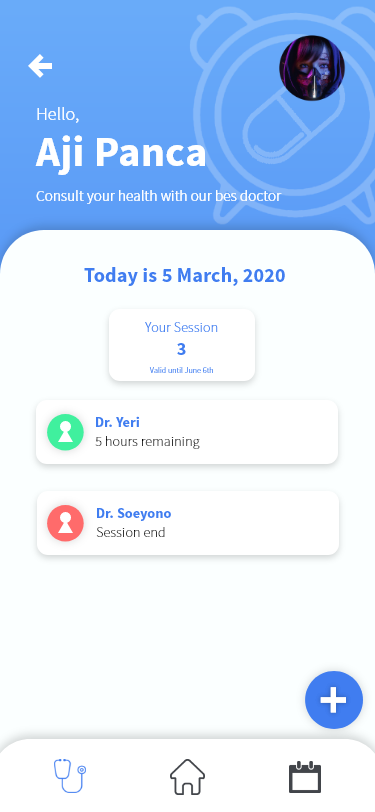 Hello,
Aji Panca
Consult your health with our bes doctor
Today is 5 March, 2020
Your Session
3
Valid until June 6th
Dr. Yeri
5 hours remaining
Dr. Soeyono
Session end